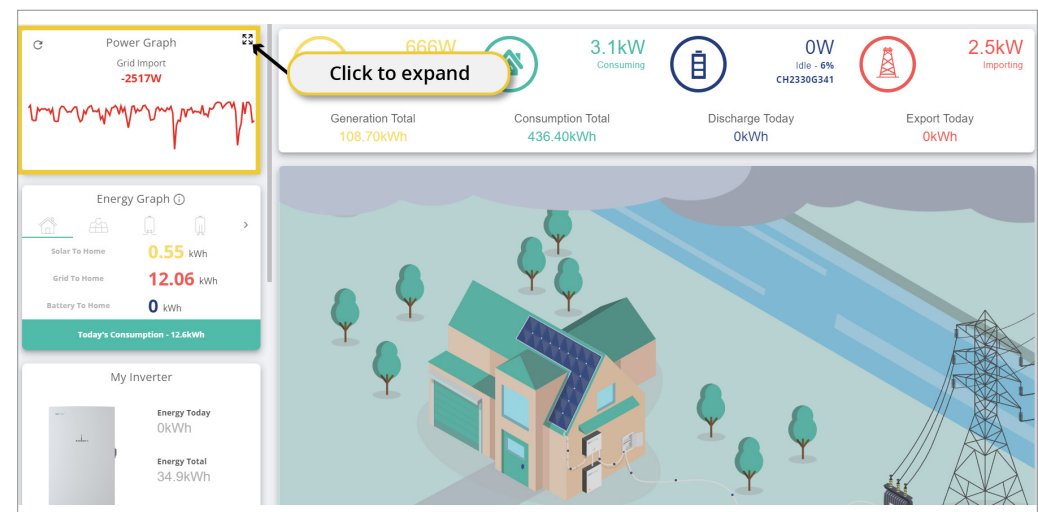 Power Graph
Grid Import
-2517W
Click to expand
666W
3.1kW
Consuming
0W
Idle - 6%
CH2330G341
2.5kW
Importing
Generation Total
108.70kWh
Consumption Total
436.40kWh
Discharge Today
0kWh
Export Today
0kWh
Energy Graph
Solar To Home 0.55 kWh
Grid To Home 12.06 kWh
Battery To Home 0 kWh
Today's Consumption - 12.6kWh
My Inverter
Energy Today
0kWh
Energy Total
34.9kWh